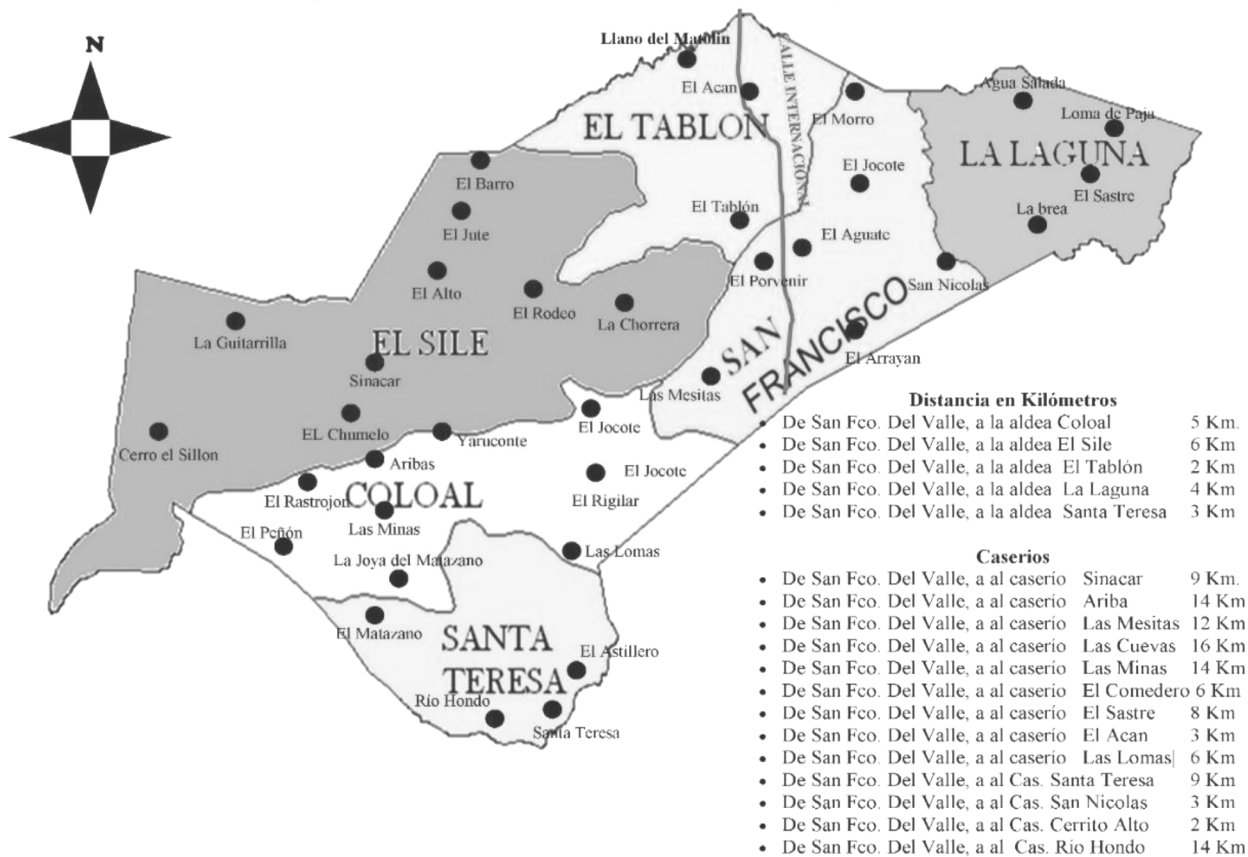 N
Llano del Matolin
CALLE INTERNACIONAL
Agua Salada
El Acan
El Morro
Loma de Paja
EL TABLON
LA LAGUNA
El Jocote
El Barro
El Sastre
El Tablón
La brea
El Jute
El Aguate
El Porvenir
San Nicolas
El Alto
El Rodeo
La Chorrera
La Guitarrilla
EL SILE
SAN
FRANCISCO
El Arrayan
Sinacar
Las Mesitas
El Jocote
EL Chumelo
Yaruconte
Cerro el Sillon
Aribas
El Jocote
El Rastrojon
COLOAL
El Rigilar
Las Minas
El Peñón
Las Lomas
La Joya del Matazano
El Matazano
SANTA
TERESA
El Astillero
Río Hondo
Santa Teresa
Distancia en Kilómetros
• De San Fco. Del Valle, a la aldea Coloal 5 Km.
• De San Fco. Del Valle, a la aldea El Sile 6 Km
• De San Fco. Del Valle, a la aldea El Tablón 2 Km
• De San Fco. Del Valle, a la aldea La Laguna 4 Km
• De San Fco. Del Valle, a la aldea Santa Teresa 3 Km
Caserios
• De San Fco. Del Valle, a al caserío Sinacar 9 Km.
• De San Fco. Del Valle, a al caserío Ariba 14 Km
• De San Fco. Del Valle, a al caserío Las Mesitas 12 Km
• De San Fco. Del Valle, a al caserío Las Cuevas 16 Km
• De San Fco. Del Valle, a al caserío Las Minas 14 Km
• De San Fco. Del Valle, a al caserío El Comedero 6 Km
• De San Fco. Del Valle, a al caserío El Sastre 8 Km
• De San Fco. Del Valle, a al caserío El Acan 3 Km
• De San Fco. Del Valle, a al caserío Las Lomas 6 Km
• De San Fco. Del Valle, a al Cas. Santa Teresa 9 Km
• De San Fco. Del Valle, a al Cas. San Nicolas 3 Km
• De San Fco. Del Valle, a al Cas. Cerrito Alto 2 Km
• De San Fco. Del Valle, a al Cas. Río Hondo 14 Km